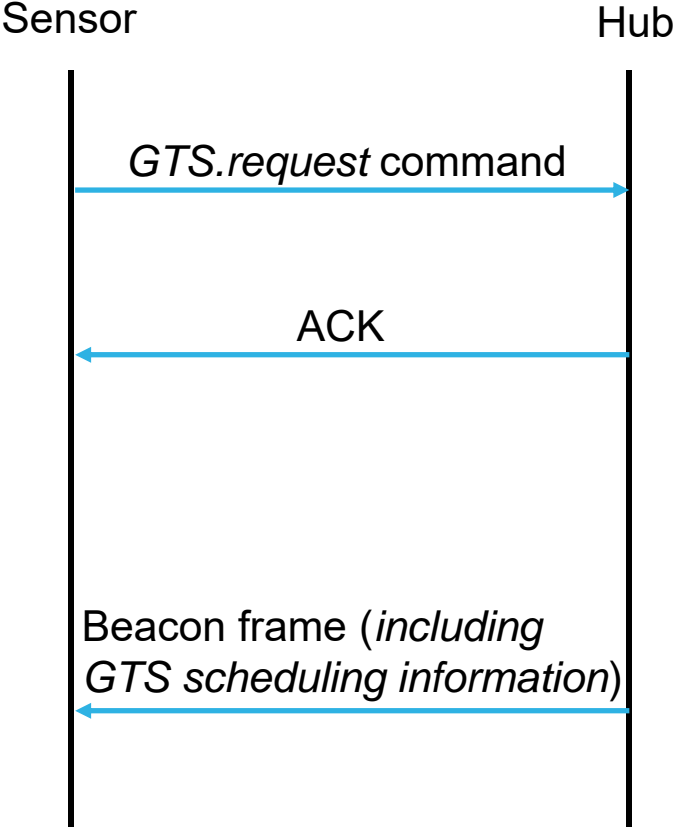 Sensor
Hub
GTS.request command
ACK
Beacon frame (including
GTS scheduling information)